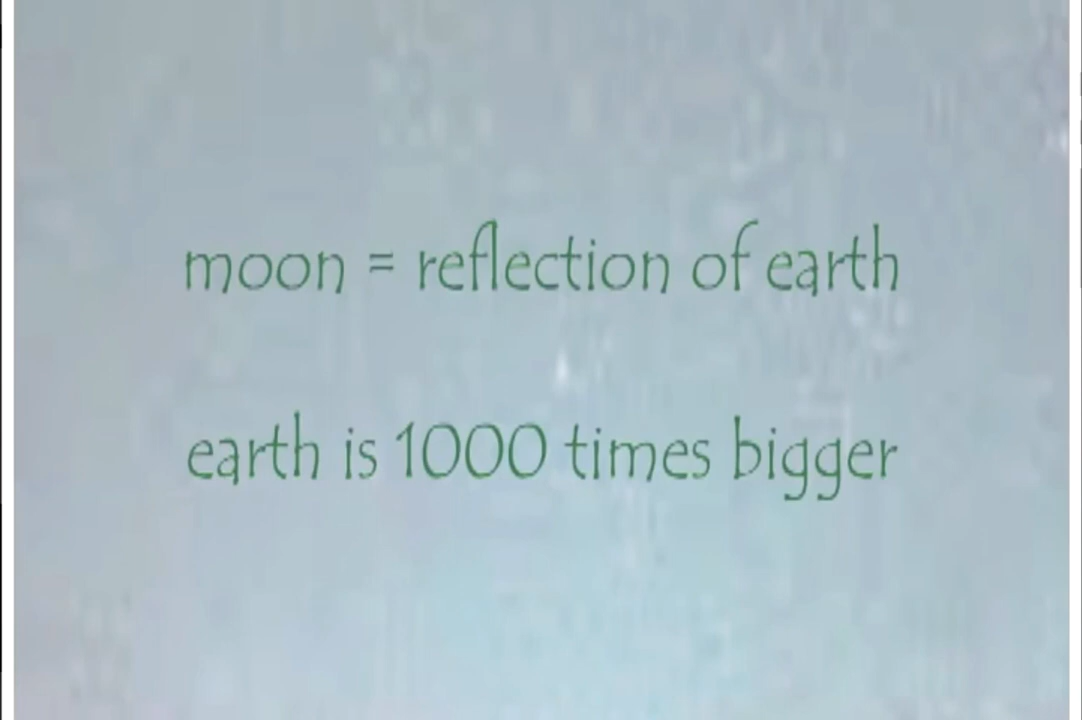 moon = reflection of earth
earth is 1000 times bigger